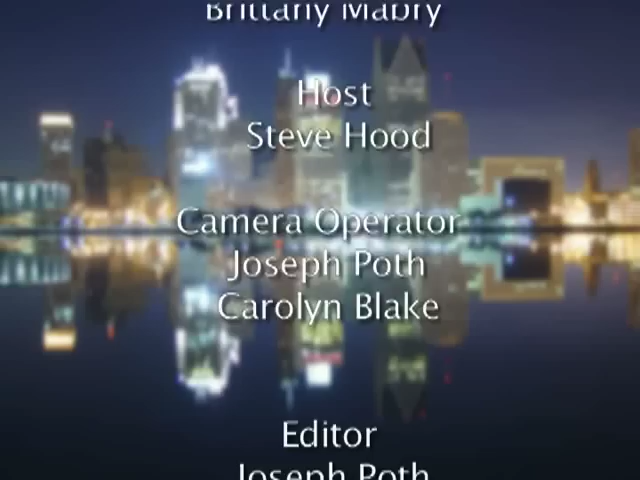 Brittany Mabry
Host
Steve Hood
Camera Operator
Joseph Poth
Carolyn Blake
Editor
Joseph Poth